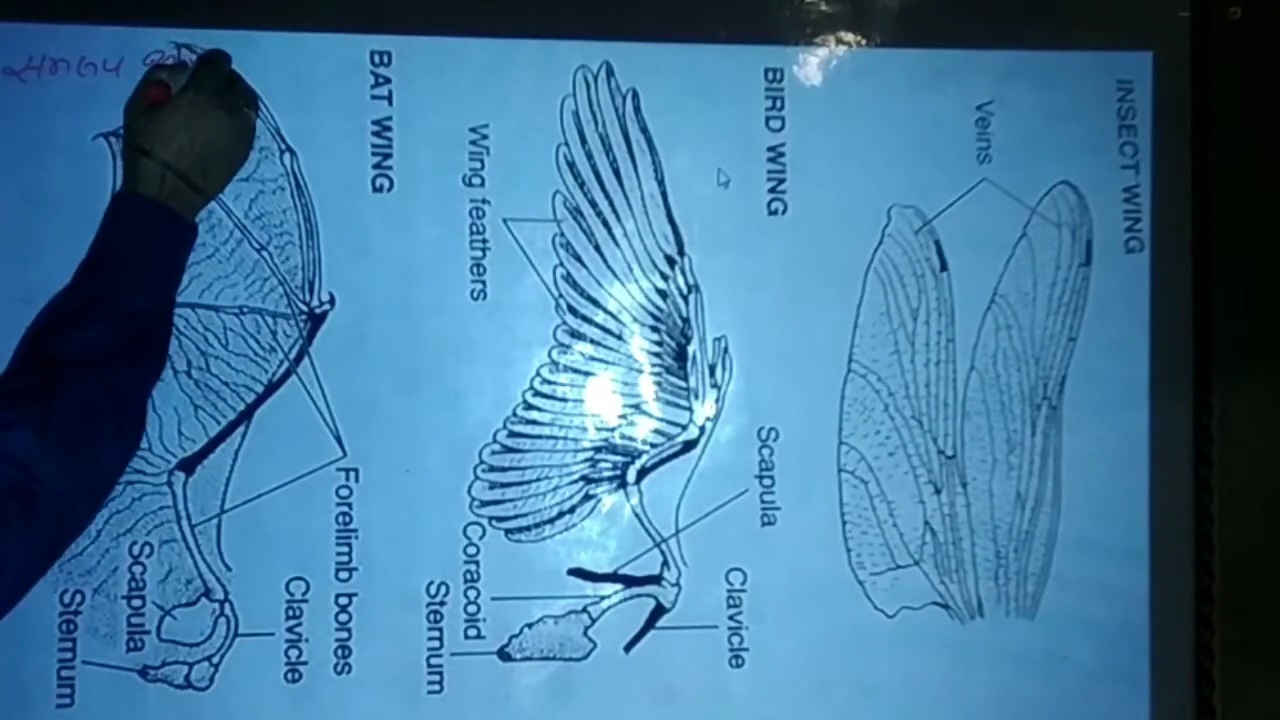 INSECT WING
Veins
BIRD WING
Scapula
Clavicle
Wing feathers
Coracoid
Sternum
BAT WING
Forelimb bones
Clavicle
Scapula
Sternum